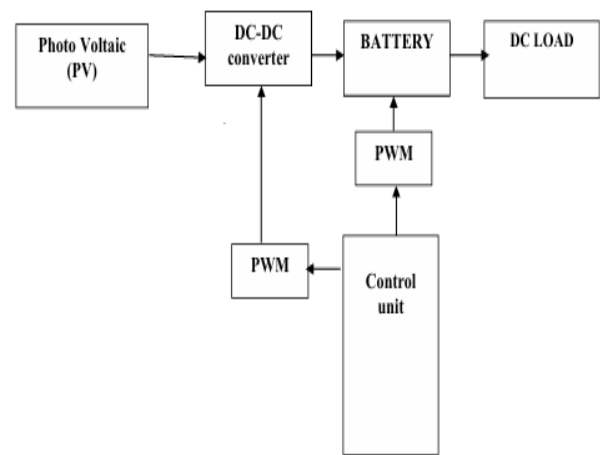 Photo Voltaic
(PV)
DC-DC
converter
BATTERY
DC LOAD
PWM
PWM
Control
unit